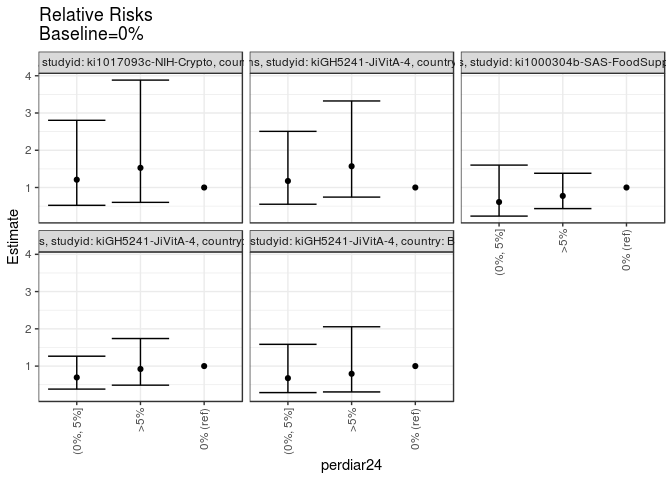 Relative Risks
Baseline=0%
, studyid: ki1017093c-NIH-Crypto, cour
ns, studyid: kiGH5241-JiVitA-4, country
s, studyid: ki1000304b-SAS-FoodSupp
4
3
2
1
s, studyid: kiGH5241-JiVitA-4, country:
studyid: kiGH5241-JiVitA-4, country: B
4
3
2
1
Estimate
(0%, 5%]
>5%
0% (ref)
(0%, 5%]
>5%
0% (ref)
(0%, 5%]
>5%
0% (ref)
perdiar24